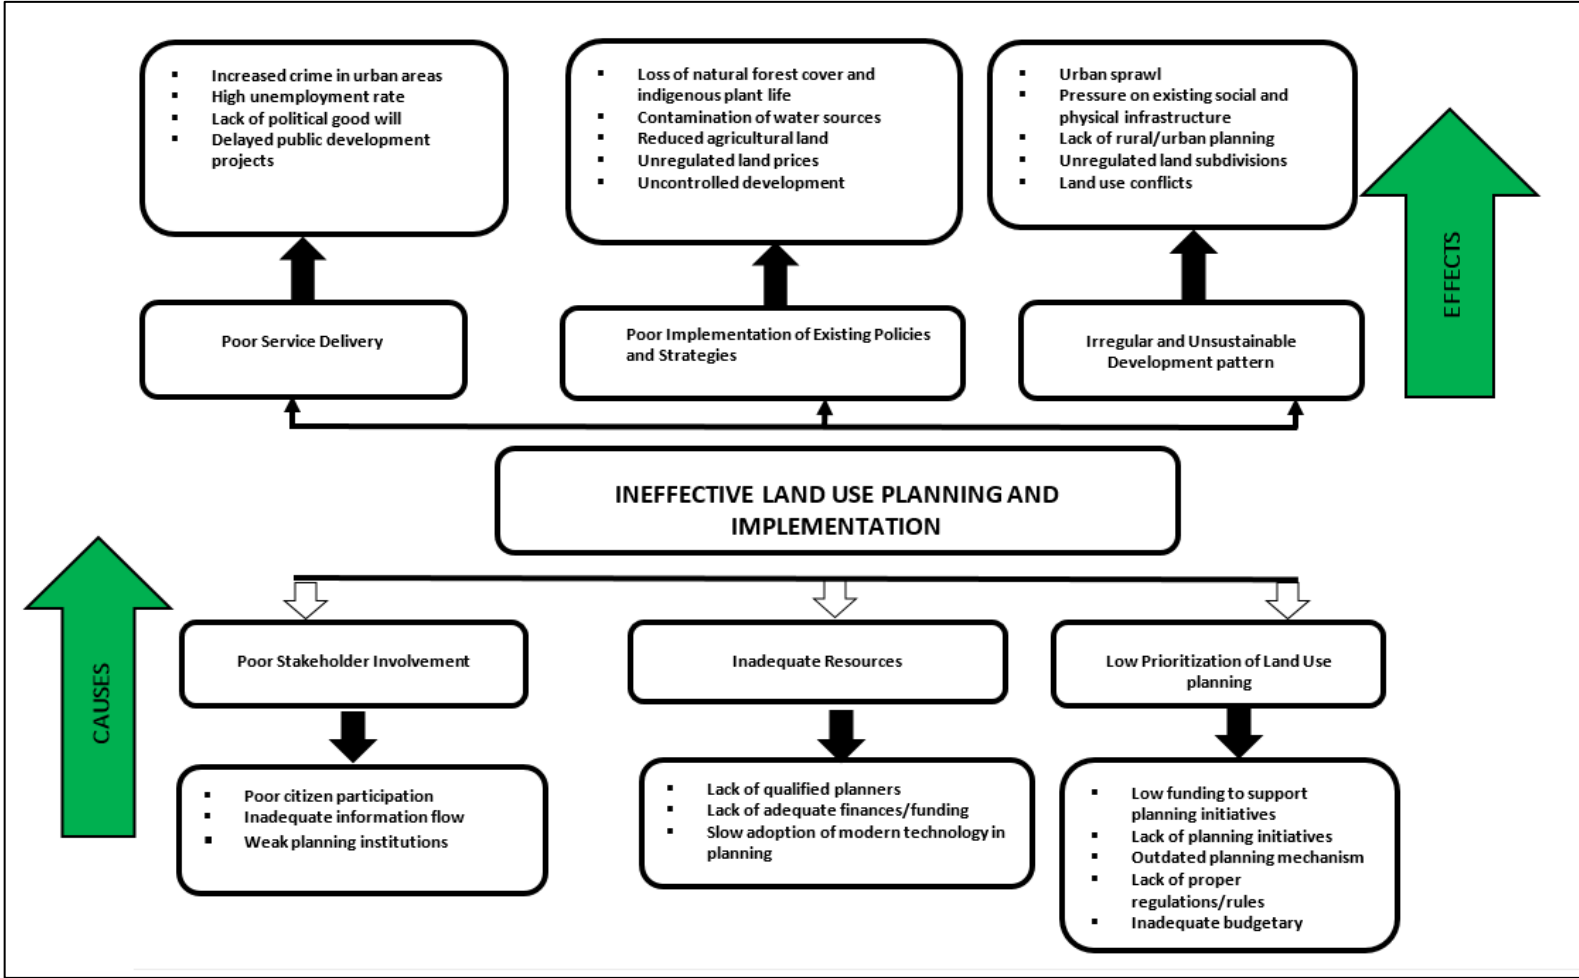 Increased crime in urban areas
High unemployment rate
Lack of political good will
Delayed public development
projects
Loss of natural forest cover and
indigenous plant life
Contamination of water sources
Reduced agricultural land
Unregulated land prices
Uncontrolled development
Urban sprawl
Pressure on existing social and
physical infrastructure
Lack of rural/urban planning
Unregulated land subdivisions
Land use conflicts
EFFECTS
Poor Service Delivery
Poor Implementation of Existing Policies
and Strategies
Irregular and Unsustainable
Development pattern
INEFFECTIVE LAND USE PLANNING AND
IMPLEMENTATION
CAUSES
Poor Stakeholder Involvement
Inadequate Resources
Low Prioritization of Land Use
planning
Poor citizen participation
Inadequate information flow
Weak planning institutions
Lack of qualified planners
Lack of adequate finances/funding
Slow adoption of modern technology in
planning
Low funding to support
planning initiatives
Lack of planning initiatives
Outdated planning mechanism
Lack of proper
regulations/rules
Inadequate budgetary